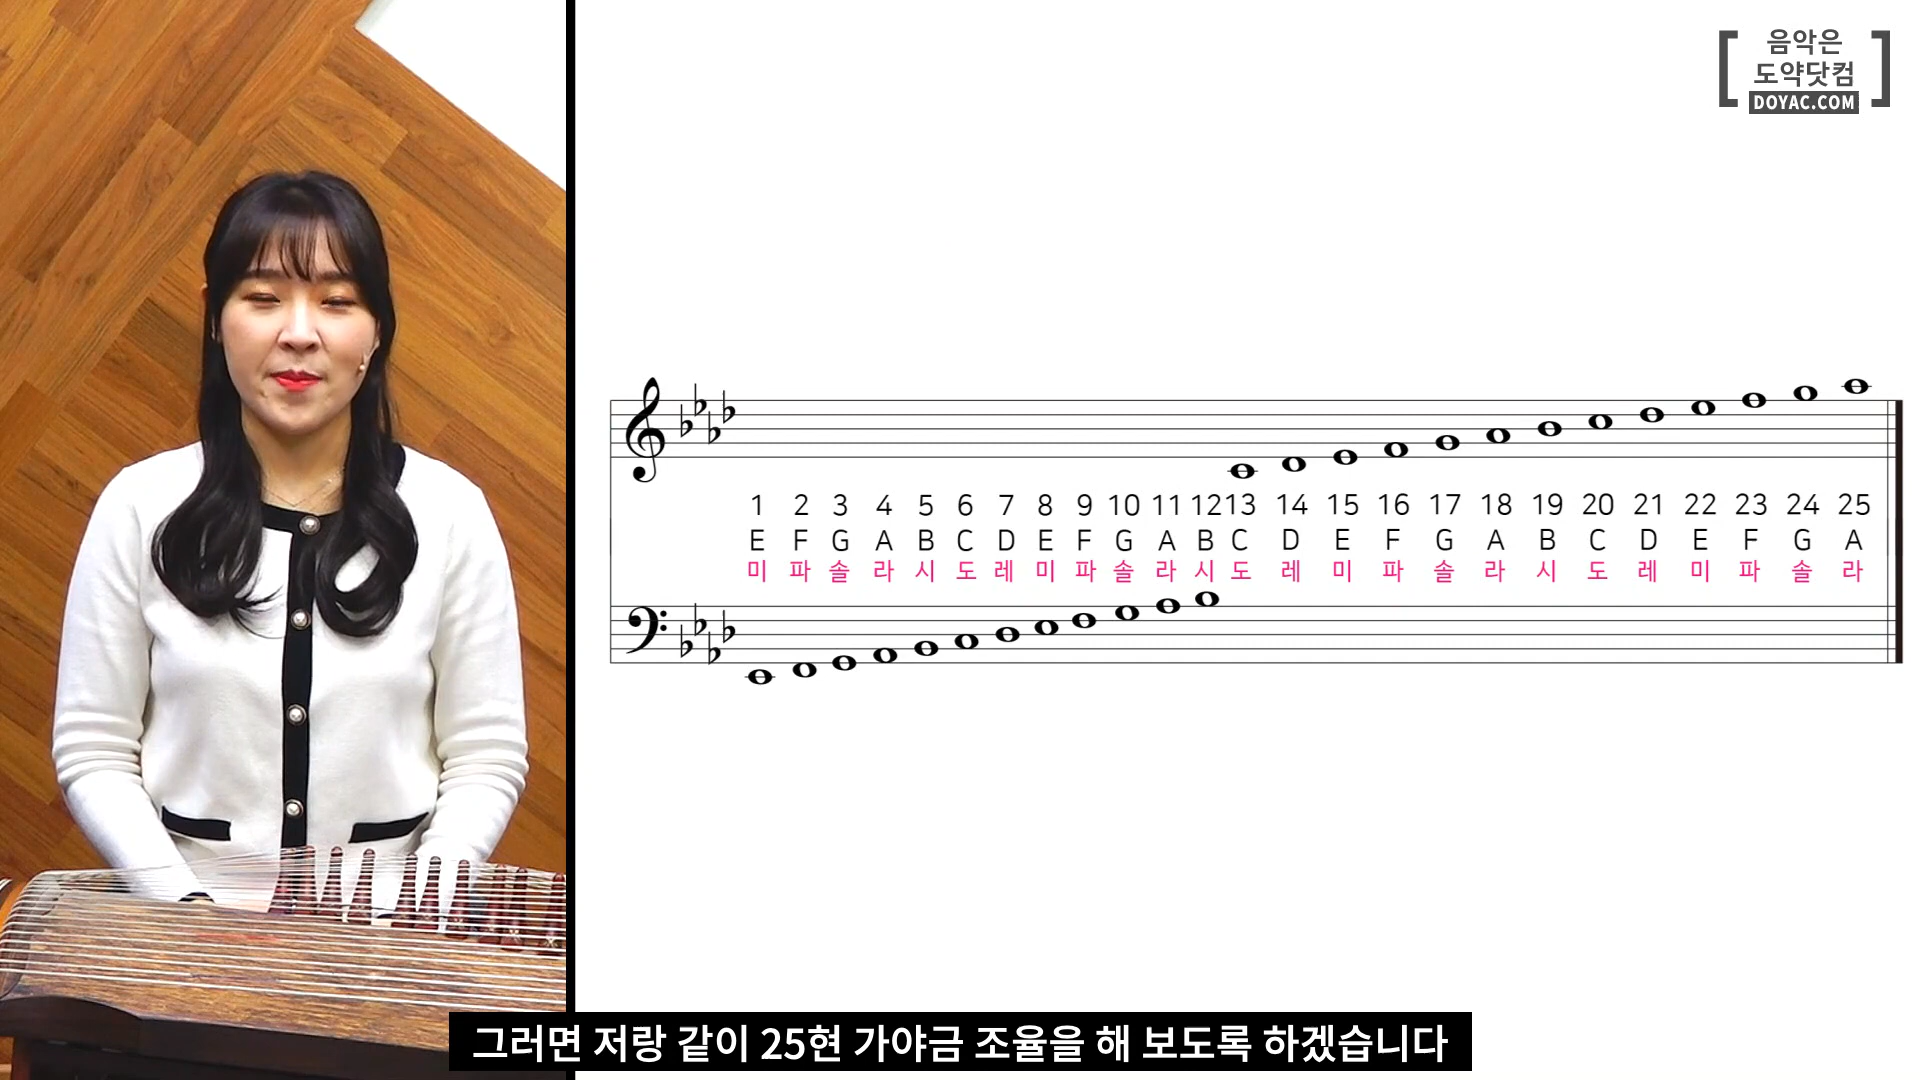 음악은
도약닷컴
DOYAC.COM
1 2 3 4 5 6 7 8 9 10 11 12 13 14 15 16 17 18 19 20 21 22 23 24 25
E F G A B C D E F G A B C D E F G A B C D E F G A
미 파 솔 라 시 도 레 미 파 솔 라 시 도 레 미 파 솔 라 시 도 레 미 파 솔 라
그러면 저랑 같이 25현 가야금 조율을 해 보도록 하겠습니다